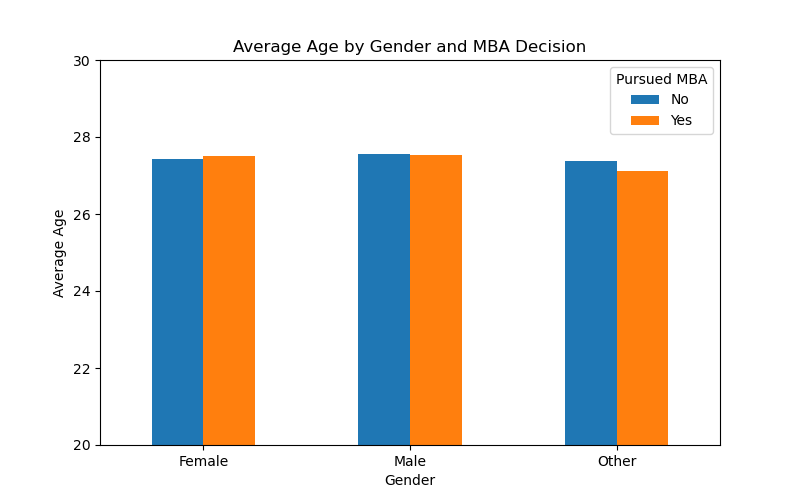 Average Age by Gender and MBA Decision
Pursued MBA
No
Yes
30
28
26
24
22
20
Average Age
Female
Male
Other
Gender